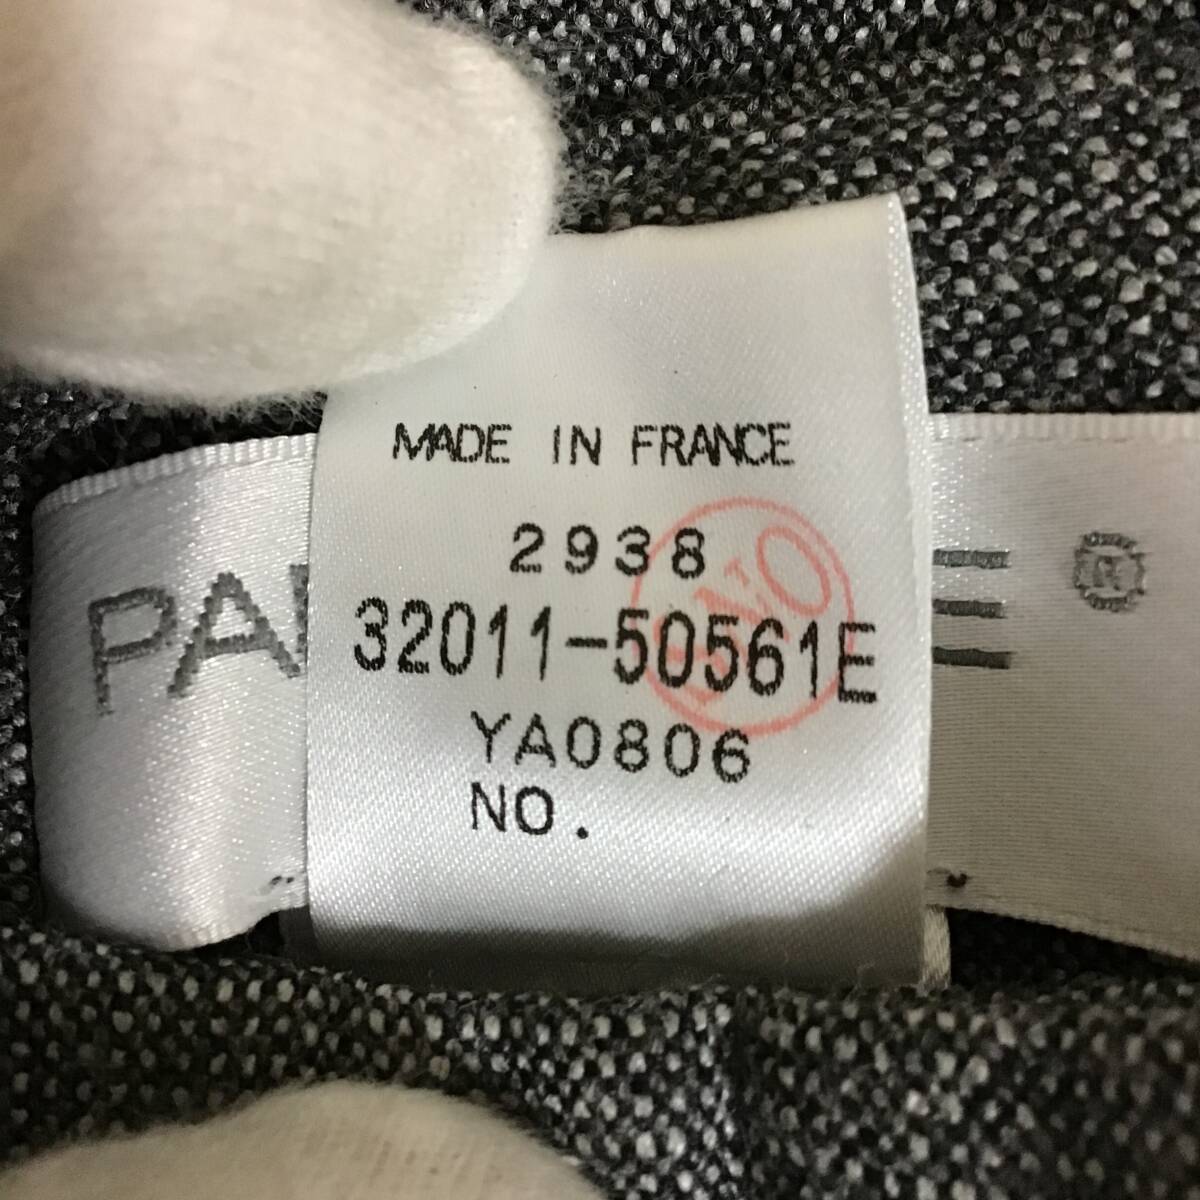 MADE IN FRANCE
2938
32011-50561E
YA0806
NO.
®